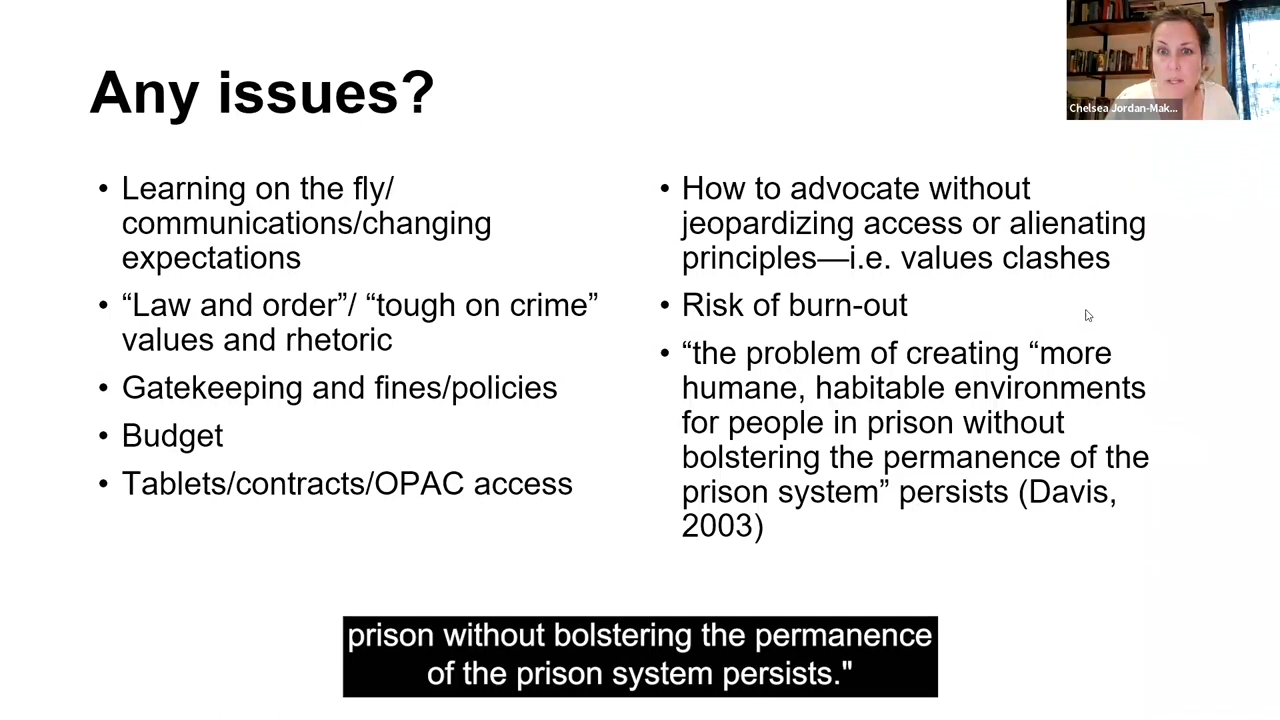 Any issues?
Chelsea Jordan-Mak...
• Learning on the fly/
communications/changing
expectations
• “Law and order”/ “tough on crime”
values and rhetoric
• Gatekeeping and fines/policies
• Budget
• Tablets/contracts/OPAC access
• How to advocate without
jeopardizing access or alienating
principles—i.e. values clashes
• Risk of burn-out
• “the problem of creating “more
humane, habitable environments
for people in prison without
bolstering the permanence of the
prison system” persists (Davis,
2003)
prison without bolstering the permanence
of the prison system persists."